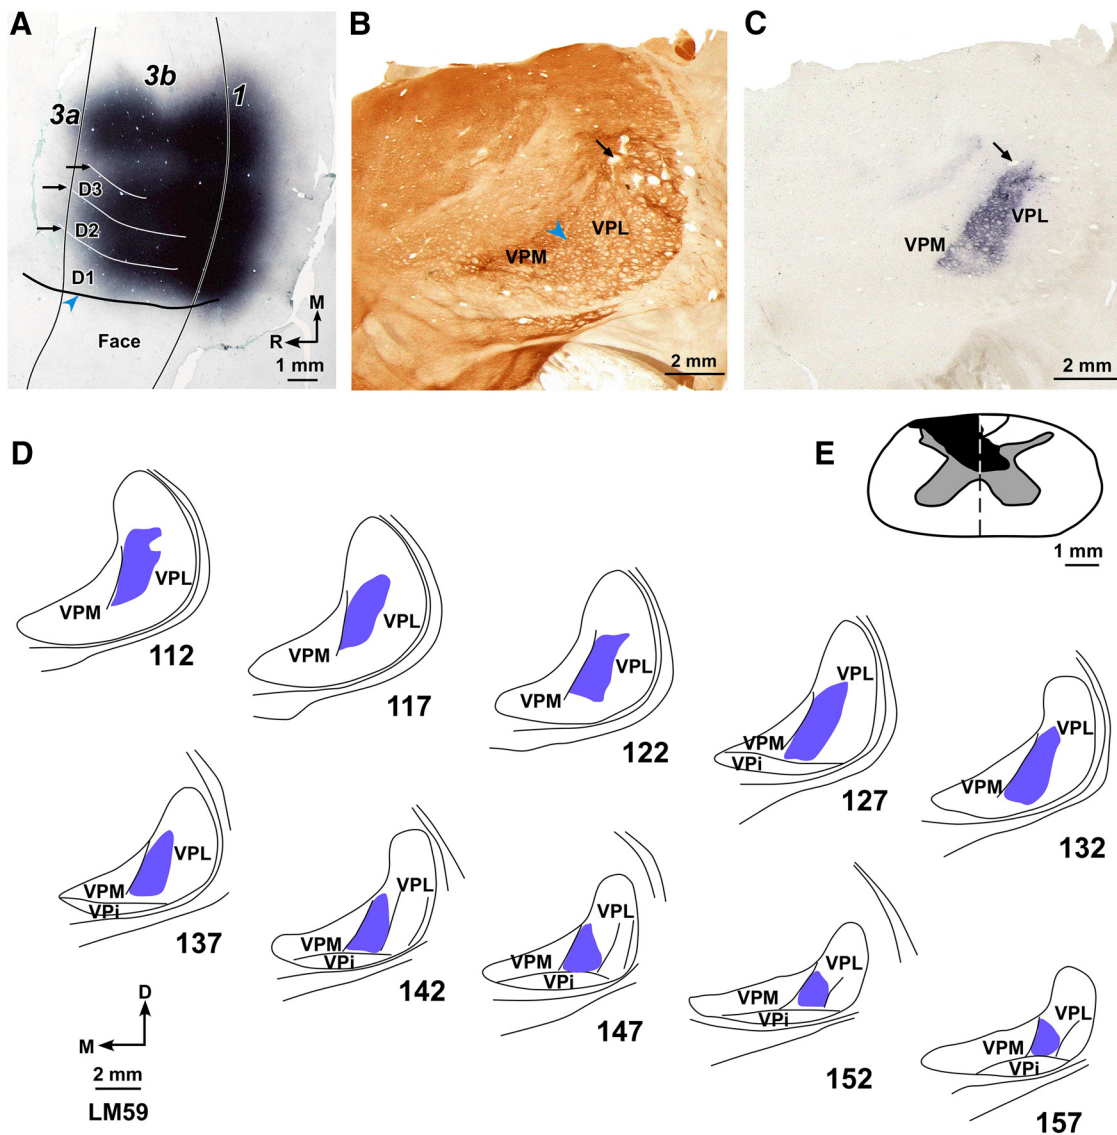 A
3b
1
3a
D3
D2
D1
Face
M
R
1 mm
B
VPL
VPM
2 mm
C
VPL
VPM
2 mm
D
VPL
VPM
112
VPL
VPM
117
VPL
VPM
122
VPL
VPM
VPi
127
VPL
VPM
132
VPL
VPM
VPi
137
VPL
VPM
VPi
142
VPL
VPM
VPi
147
VPL
VPM
VPi
152
VPL
VPM
VPi
157
D
M
2 mm
LM59
E
1 mm